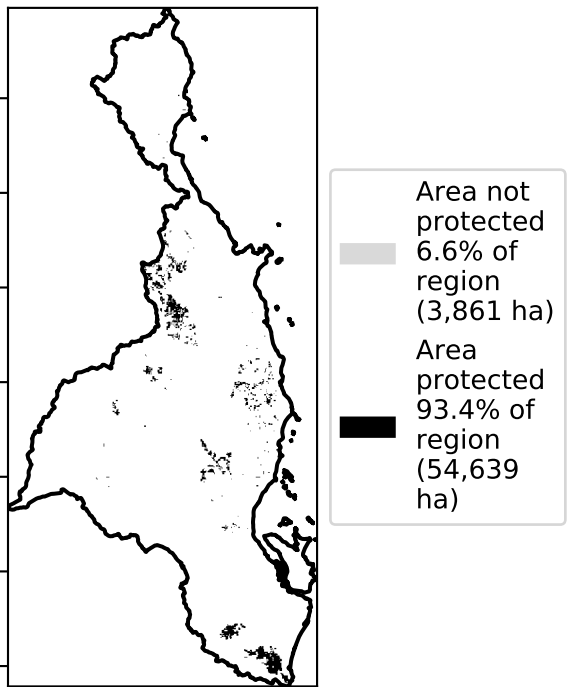 Area not
protected
6.6% of
region
(3,861 ha)
Area
protected
93.4% of
region
(54,639
ha)